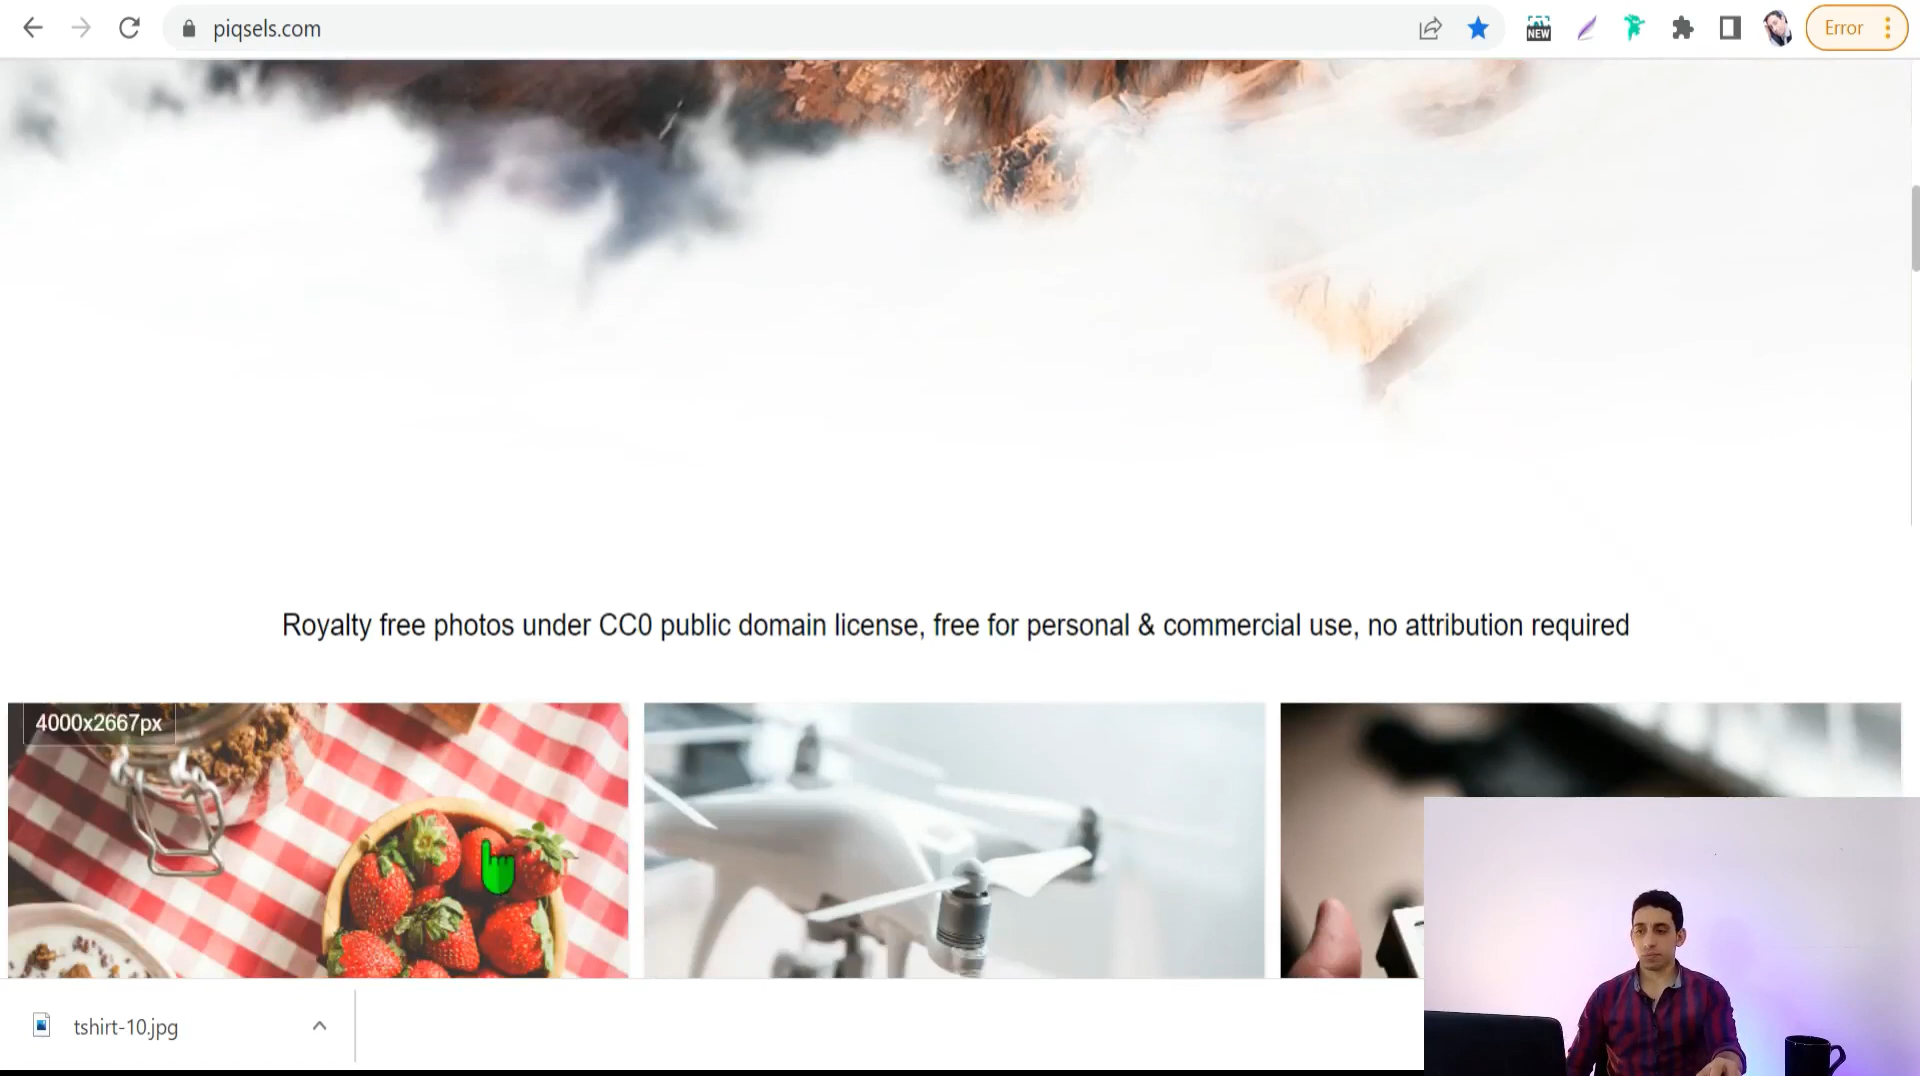 piqsels.com
NEW
Error
Royalty free photos under CC0 public domain license, free for personal & commercial use, no attribution required
4000x2667px
tshirt-10.jpg